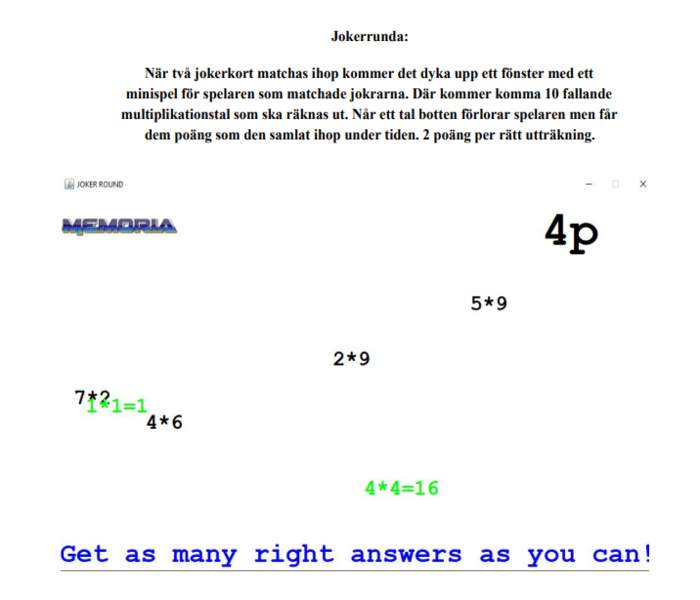 Jokerrunda:
När två jokerkort matchas ihop kommer det dyka upp ett fönster med ett
minispel för spelaren som matchade jokrarna. Där kommer komma 10 fallande
multiplikationstal som ska räknas ut. Når ett tal botten förlorar spelaren men får
dem poäng som den samlat ihop under tiden. 2 poäng per rätt utträkning.
JOKER ROUND
MEMORIA
4p
5*9
2*9
7*2
1*1=1
4*6
4*4=16
Get as many right answers as you can!